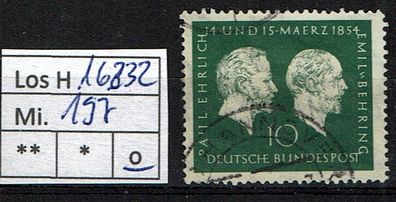 Los H 16832
Mi. 197
** * o
14 UND 15 · MAERZ 1854
PAUL EHRLICH
EMIL v BEHRING
10
DEUTSCHE BUNDESPOST